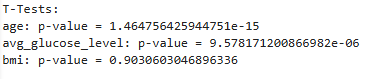 T-Tests:
age: p-value = 1.464756425944751e-15
avg_glucose_level: p-value = 9.578171200866982e-06
bmi: p-value = 0.9030603046896336